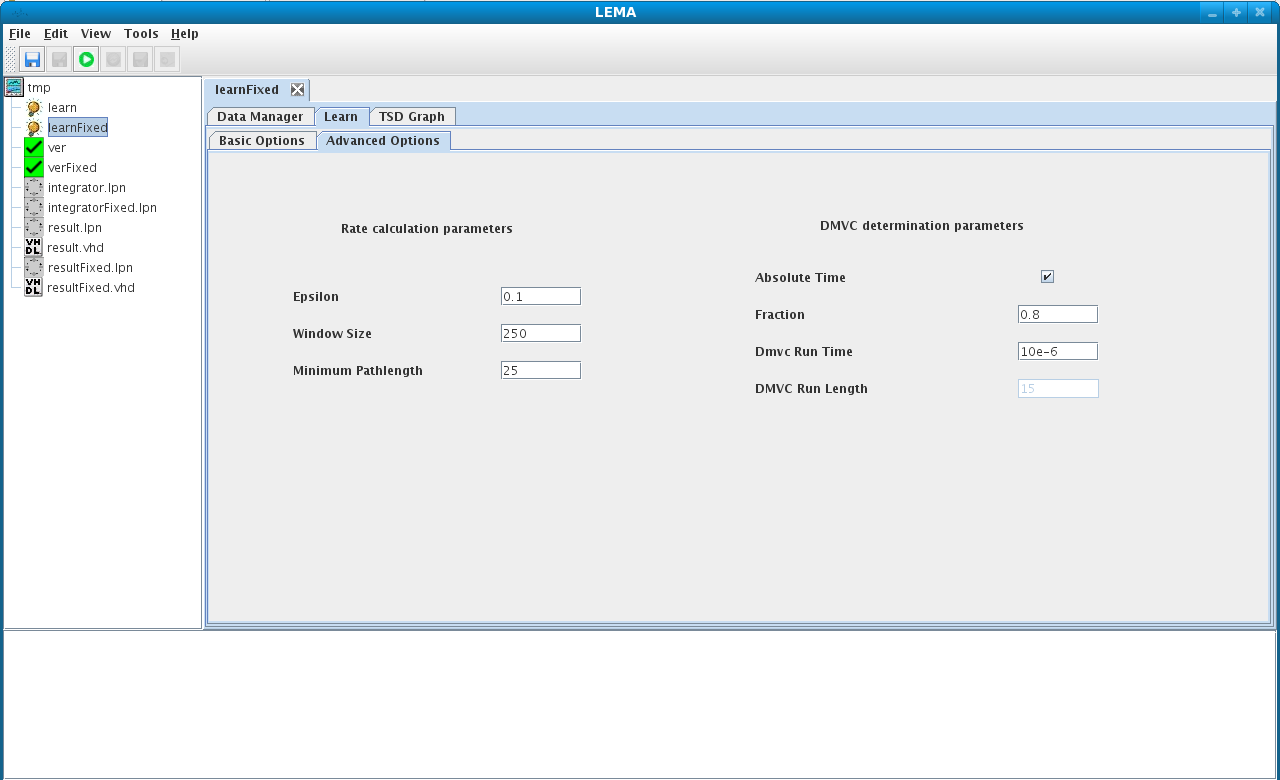 LEMA
File Edit View Tools Help
tmp
learn
learnFixed
ver
verFixed
integrator.lpn
integratorFixed.lpn
result.lpn
VHDL result.vhd
resultFixed.lpn
VHDL resultFixed.vhd
learnFixed
Data Manager Learn TSD Graph
Basic Options Advanced Options
Rate calculation parameters
Epsilon 0.1
Window Size 250
Minimum Pathlength 25
DMVC determination parameters
Absolute Time
Fraction 0.8
Dmvc Run Time 10e-6
DMVC Run Length 15